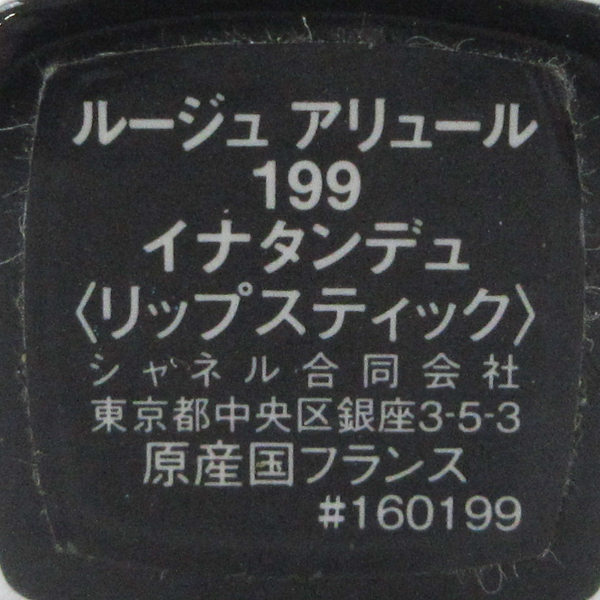 ルージュ アリュール
199
イナタンデュ
〈リップスティック〉
シャネル合同会社
東京都中央区銀座3-5-3
原産国フランス
#160199